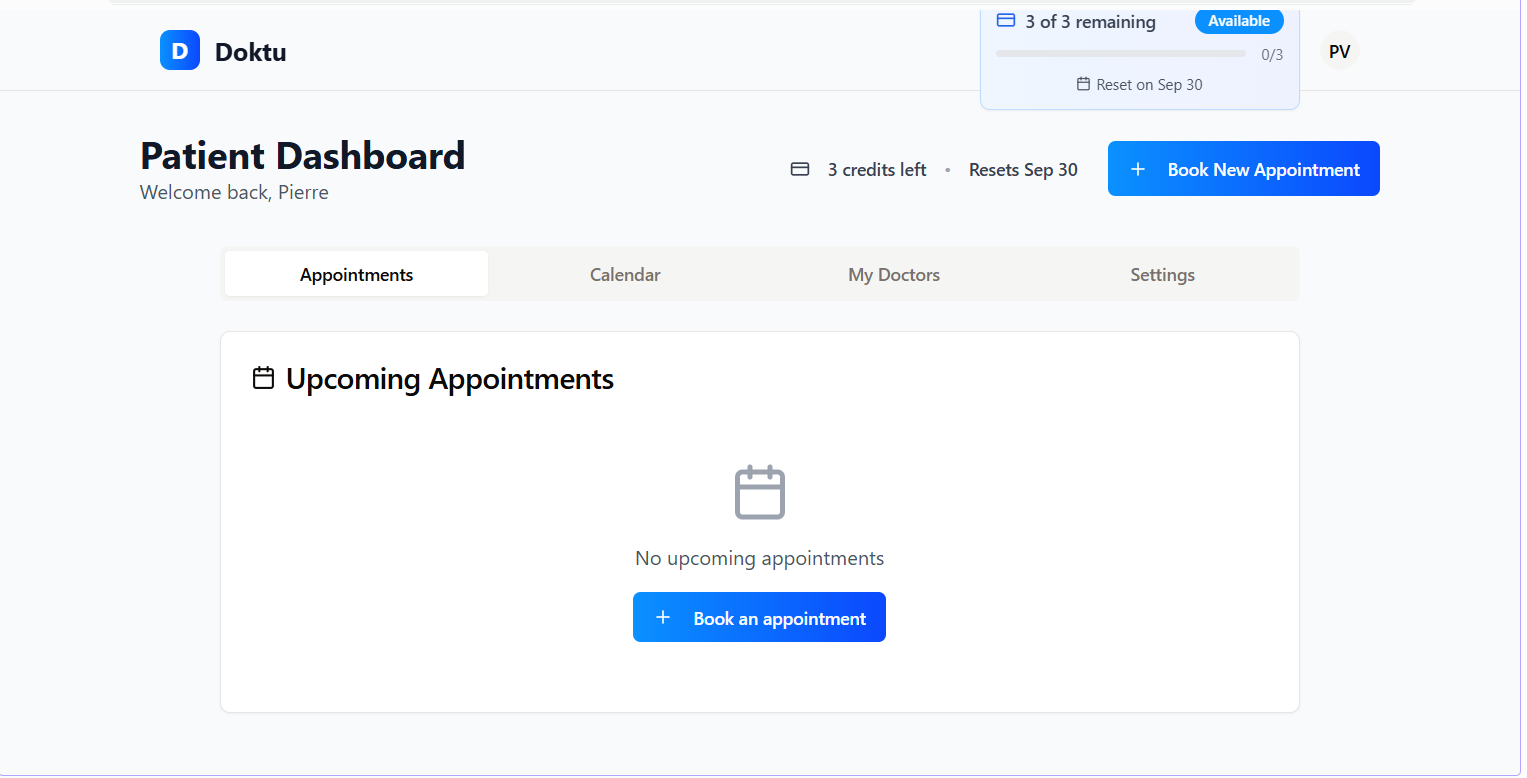 3 of 3 remaining
Available
D
Doktu
0/3
PV
Reset on Sep 30
Patient Dashboard
Welcome back, Pierre
3 credits left • Resets Sep 30
+ Book New Appointment
Appointments
Calendar
My Doctors
Settings
Upcoming Appointments
No upcoming appointments
+ Book an appointment